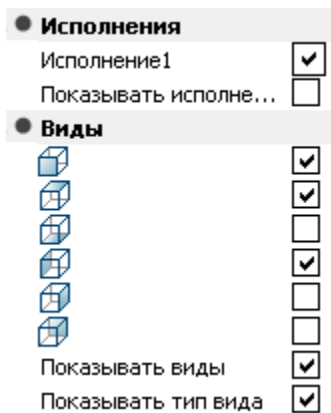 Исполнения
Исполнение1
Показывать исполне...
Виды
Показывать виды
Показывать тип вида